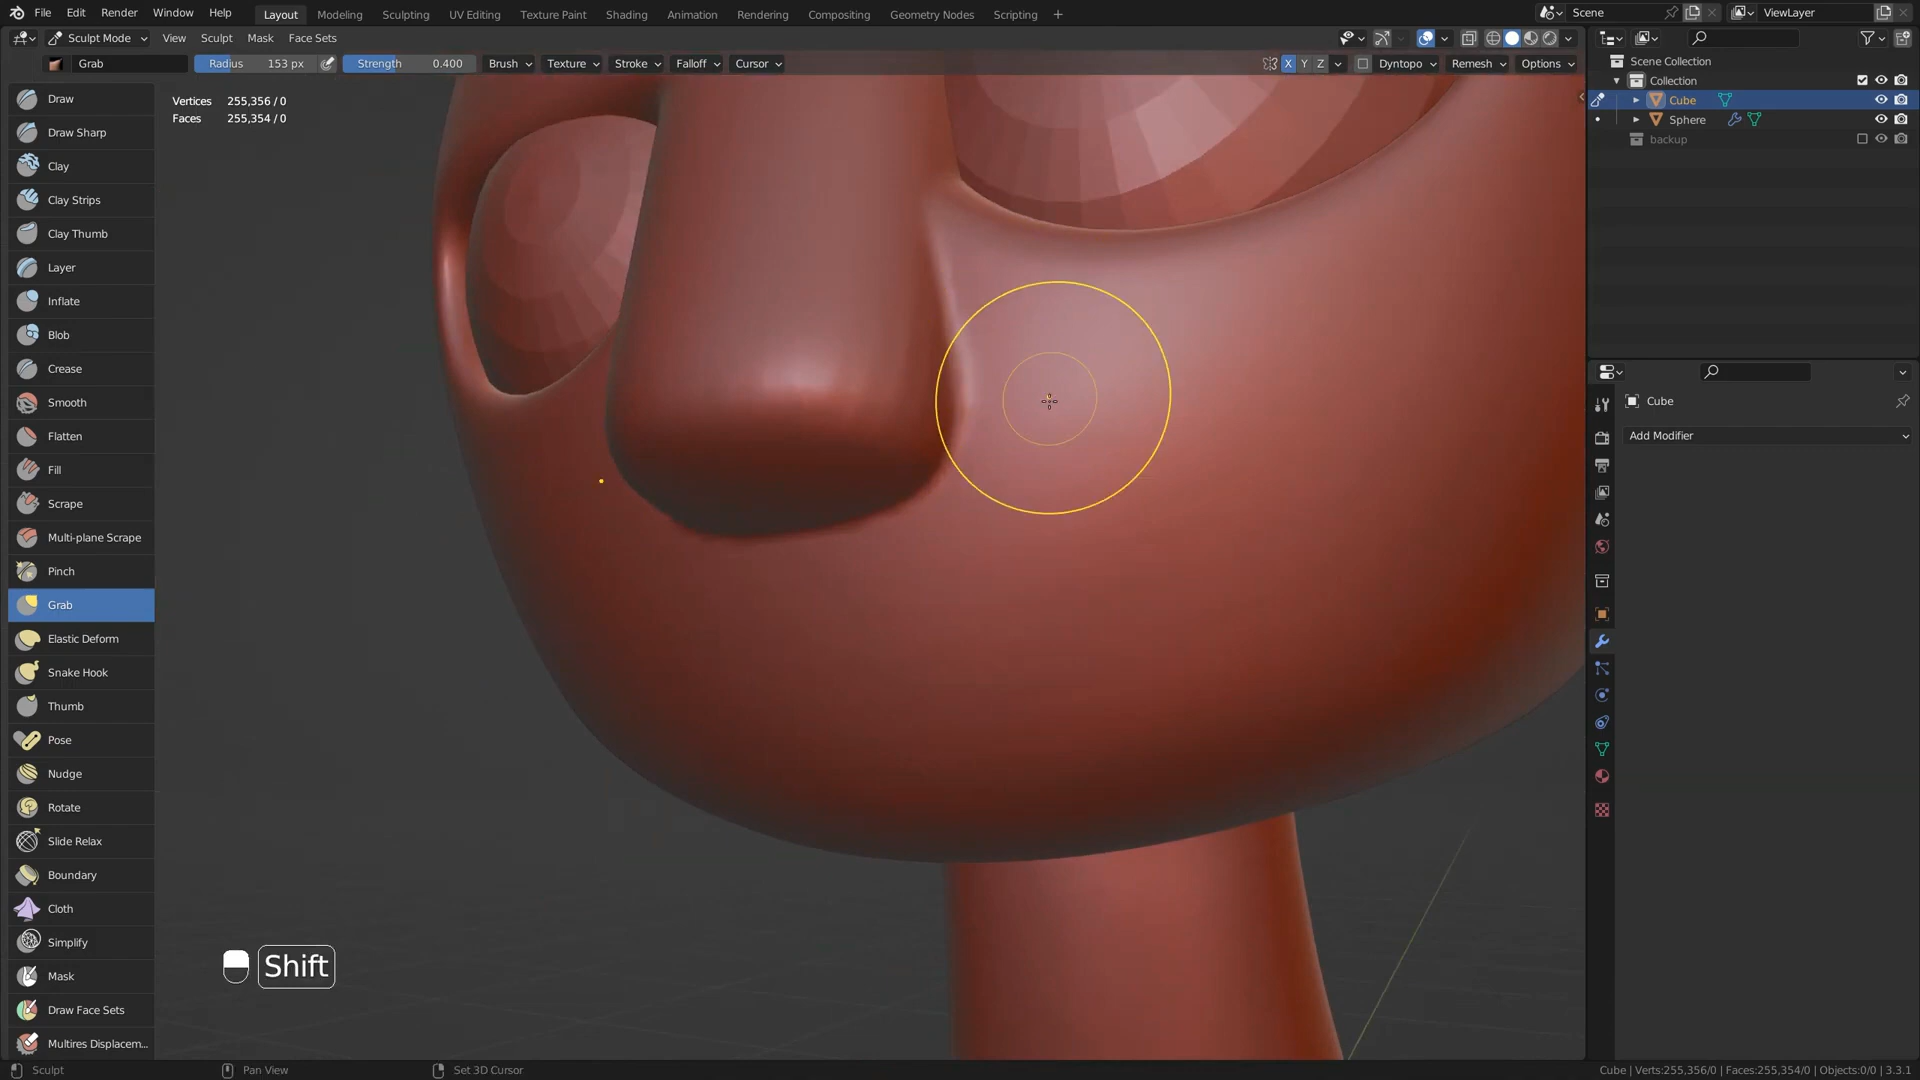 File Edit Render Window Help Layout Modeling Sculpting UV Editing Texture Paint Shading Animation Rendering Compositing Geometry Nodes Scripting + Scene ViewLayer
Sculpt Mode View Sculpt Mask Face Sets
Grab Radius 153 px Strength 0.400 Brush Texture Stroke Falloff Cursor X Y Z Dyntopo Remesh Options
Scene Collection
Collection
Cube
Sphere
backup
Vertices 255,356 / 0
Faces 255,354 / 0
Draw
Draw Sharp
Clay
Clay Strips
Clay Thumb
Layer
Inflate
Blob
Crease
Smooth
Flatten
Fill
Scrape
Multi-plane Scrape
Pinch
Grab
Elastic Deform
Snake Hook
Thumb
Pose
Nudge
Rotate
Slide Relax
Boundary
Cloth
Simplify
Mask
Draw Face Sets
Multires Displacem...
Shift
Cube
Add Modifier
Sculpt Pan View Set 3D Cursor Cube | Verts:255,356/0 | Faces:255,354/0 | Objects:0/0 | 3.3.1